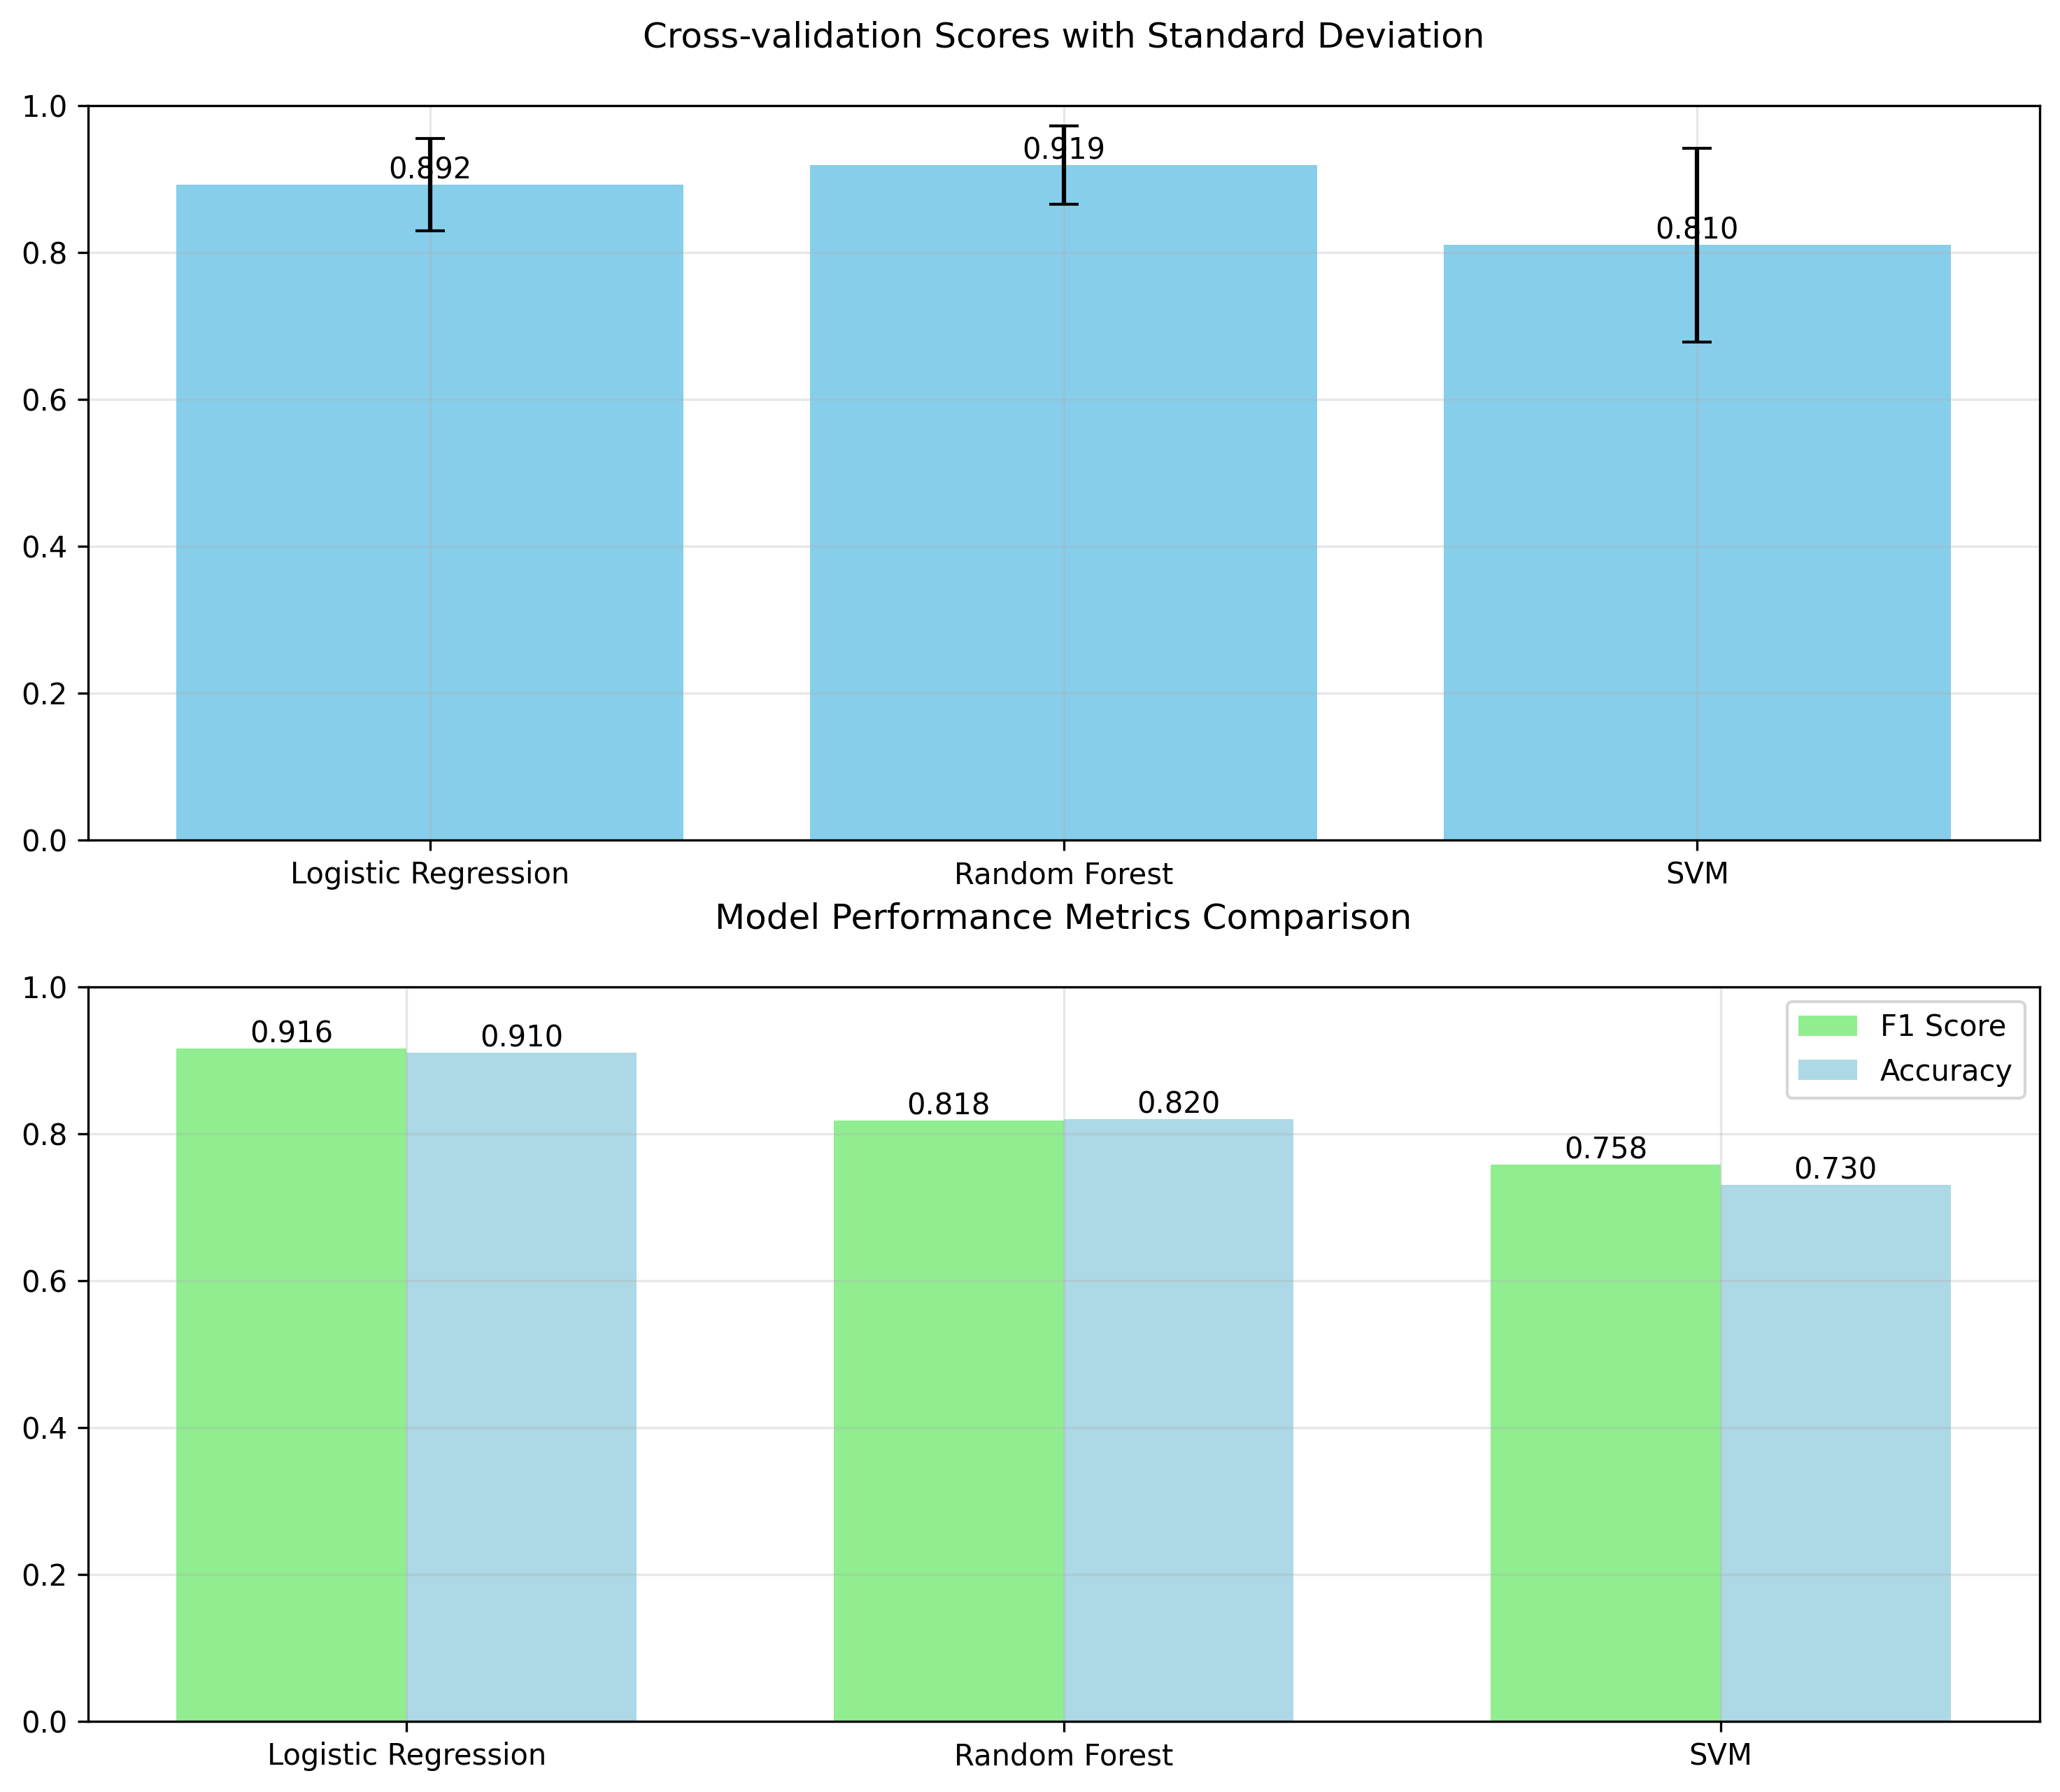 Cross-validation Scores with Standard Deviation
1.0
0.8
0.6
0.4
0.2
0.0
0.892
0.919
0.810
Logistic Regression
Random Forest
SVM
Model Performance Metrics Comparison
1.0
0.8
0.6
0.4
0.2
0.0
0.916
0.910
0.818
0.820
0.758
0.730
F1 Score
Accuracy
Logistic Regression
Random Forest
SVM